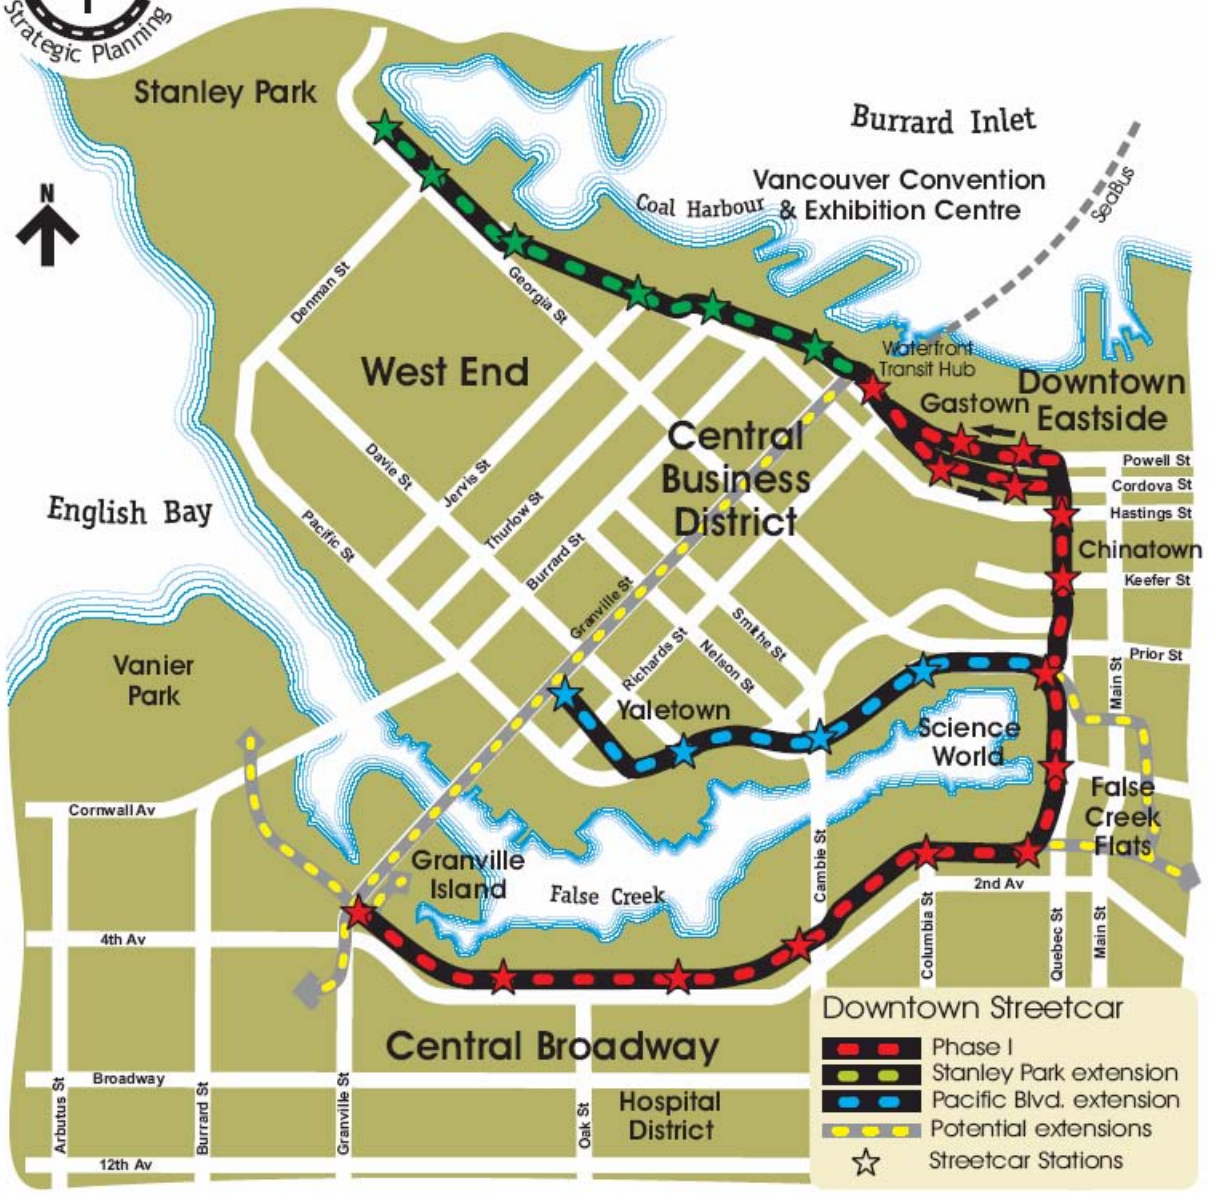 Strategic Planning
Stanley Park
Burrard Inlet
N
Vancouver Convention
& Exhibition Centre
SeaBus
Coal Harbour
Denman St
Georgia St
Waterfront
Transit Hub
West End
Downtown
Eastside
Gastown
Central
Business
District
Powell St
Cordova St
Hastings St
Davie St
Jervis St
English Bay
Thurlow St
Pacific St
Burrard St
Chinatown
Keefer St
Granville St
Smithe St
Richards St
Nelson St
Prior St
Main St
Vanier
Park
Yaletown
Science
World
False
Creek
Flats
Cornwall Av
Granville
Island
False Creek
Cambie St
2nd Av
4th Av
Columbia St
Quebec St
Main St
Central Broadway
Broadway
Arbutus St
Burrard St
Granville St
Oak St
Hospital
District
12th Av
Downtown Streetcar
Phase I
Stanley Park extension
Pacific Blvd. extension
Potential extensions
Streetcar Stations